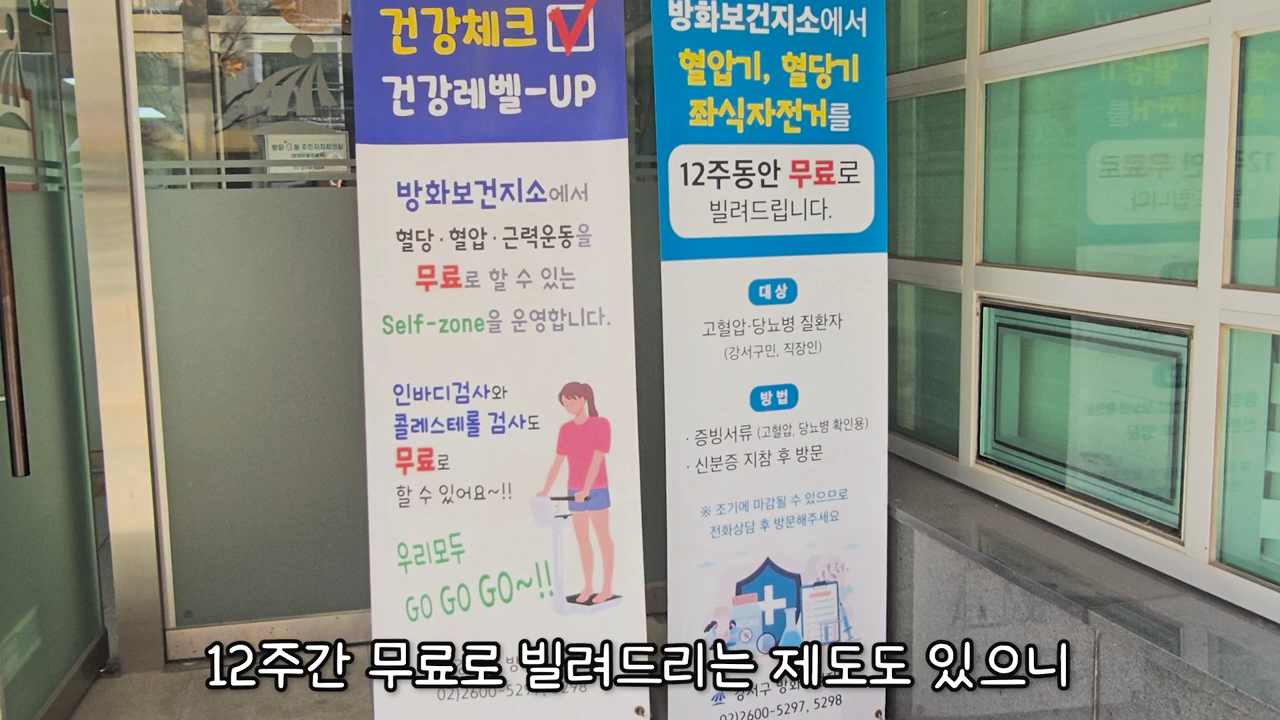 건강체크
건강레벨-UP
방화보건지소에서
혈당·혈압·근력운동을
무료로 할 수 있는
Self-zone을 운영합니다.
인바디검사와
콜레스테롤 검사도
무료로
할 수 있어요~!!
우리모두
GO GO GO~!!
02)2600-5297, 5298
방화보건지소에서
혈압기, 혈당기
좌식자전거를
12주동안 무료로
빌려드립니다.
대상
고혈압·당뇨병 질환자
(강서구민, 직장인)
방법
· 증빙서류 (고혈압, 당뇨병 확인용)
· 신분증 지참 후 방문
※ 조기에 마감될 수 있으므로
전화상담 후 방문해주세요
강서구
02)2600-5297, 5298
12주간 무료로 빌려드리는 제도도 있으니